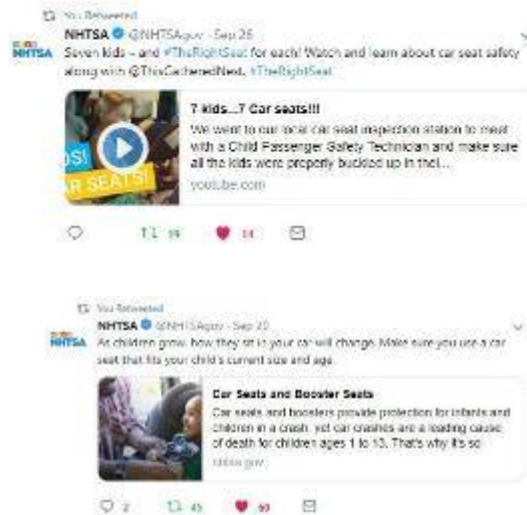 You Retweeted
NHTSA @NHTSAgov · Sep 26
NHTSA
Seven kids – and #TheRightSeat for each! Watch and learn about car seat safety
along with @ThisGatheredNest. #TheRightSeat
7 kids...7 Car seats!!!
We went to our local car seat inspection station to meet
with a Child Passenger Safety Technician and make sure
all the kids were properly buckled up in thei...
youtube.com
DS!
AR SEATS!
14
You Retweeted
NHTSA @NHTSAgov · Sep 20
NHTSA
As children grow, how they sit in your car will change. Make sure you use a car
seat that fits your child's current size and age.
Car Seats and Booster Seats
Car seats and boosters provide protection for infants and
children in a crash, yet car crashes are a leading cause
of death for children ages 1 to 13. That's why it's so
2 45